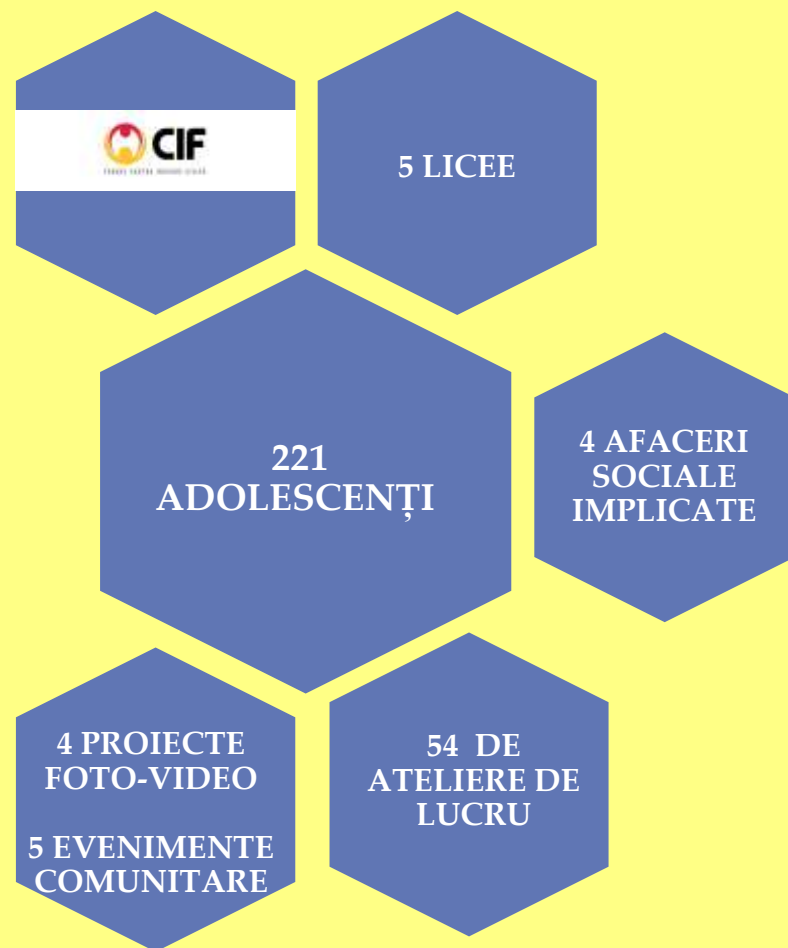 CIF
5 LICEE
221
ADOLESCENȚI
4 AFACERI
SOCIALE
IMPLICATE
4 PROIECTE
FOTO-VIDEO
5 EVENIMENTE
COMUNITARE
54 DE
ATELIERE DE
LUCRU